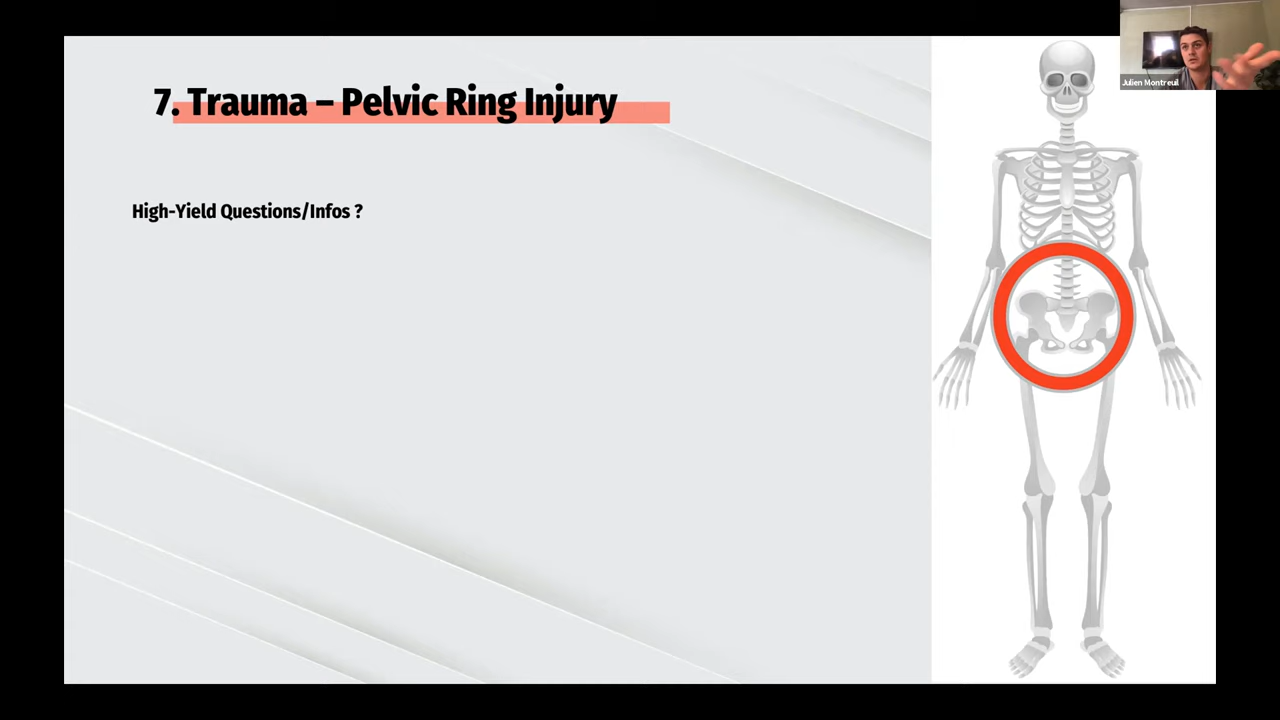 7. Trauma – Pelvic Ring Injury
High-Yield Questions/Infos ?
Julien Montreuil